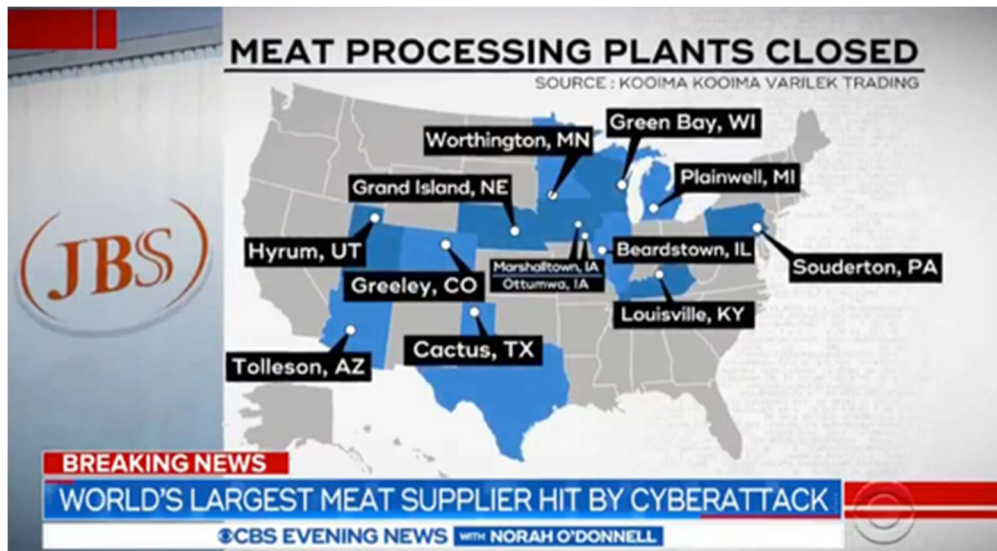 MEAT PROCESSING PLANTS CLOSED
SOURCE : KOOIMA KOOIMA VARILEK TRADING
Green Bay, WI
Worthington, MN
Plainwell, MI
Grand Island, NE
Hyrum, UT
Beardstown, IL
Marshalltown, IA
Ottumwa, IA
Souderton, PA
Greeley, CO
Louisville, KY
Cactus, TX
Tolleson, AZ
JBS
BREAKING NEWS
WORLD'S LARGEST MEAT SUPPLIER HIT BY CYBERATTACK
CBS EVENING NEWS WITH NORAH O'DONNELL